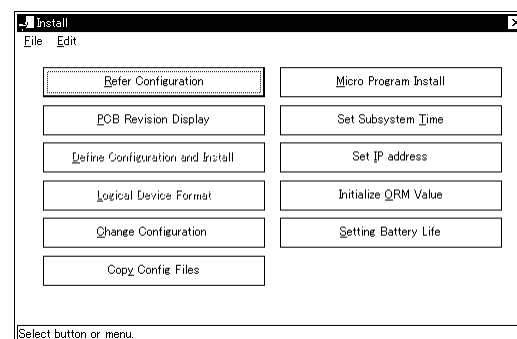 Install
File Edit
Refer Configuration
Micro Program Install
PCB Revision Display
Set Subsystem Time
Define Configuration and Install
Set IP address
Logical Device Format
Initialize ORM Value
Change Configuration
Setting Battery Life
Copy Config Files
Select button or menu.